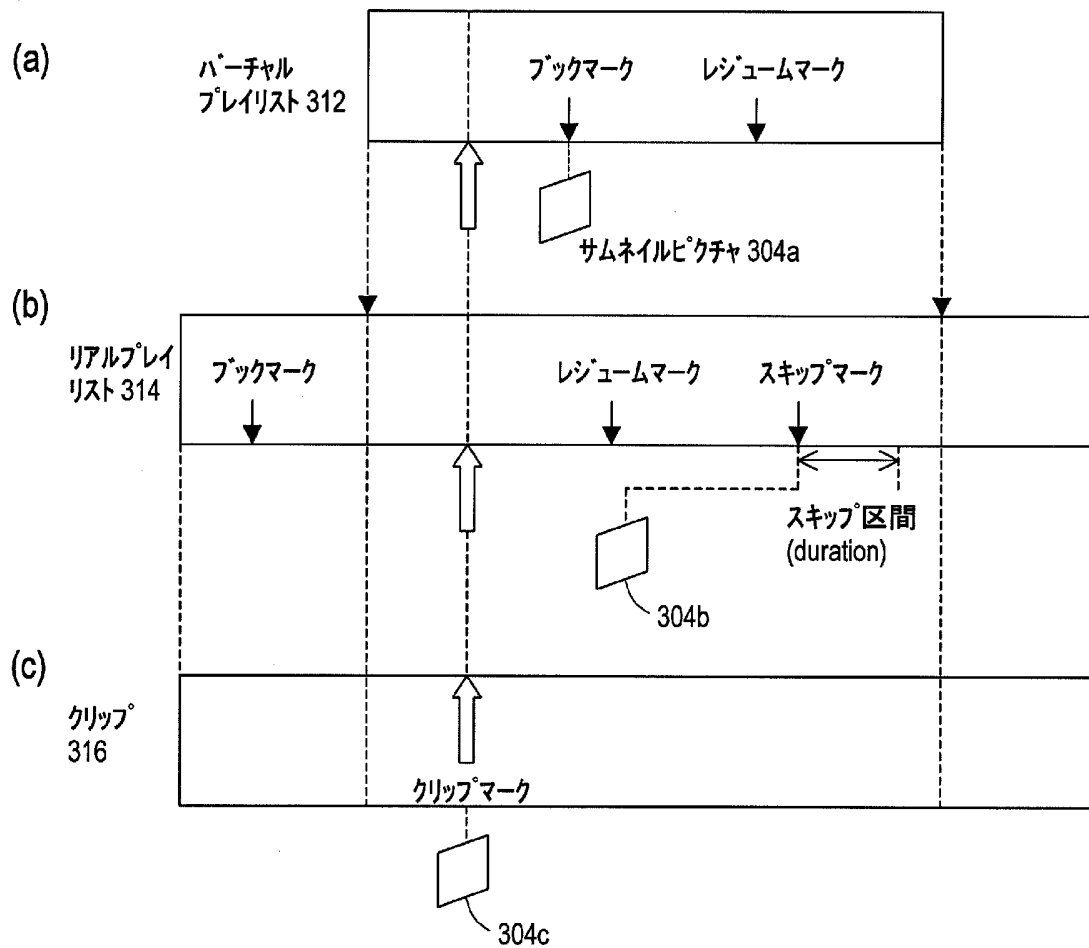 (a)
バーチャル
プレイリスト 312
ブックマーク
レジュームマーク
サムネイルピクチャ 304a
(b)
リアルプレイ
リスト 314
ブックマーク
レジュームマーク
スキップマーク
スキップ区間
(duration)
304b
(c)
クリップ
316
クリップマーク
304c